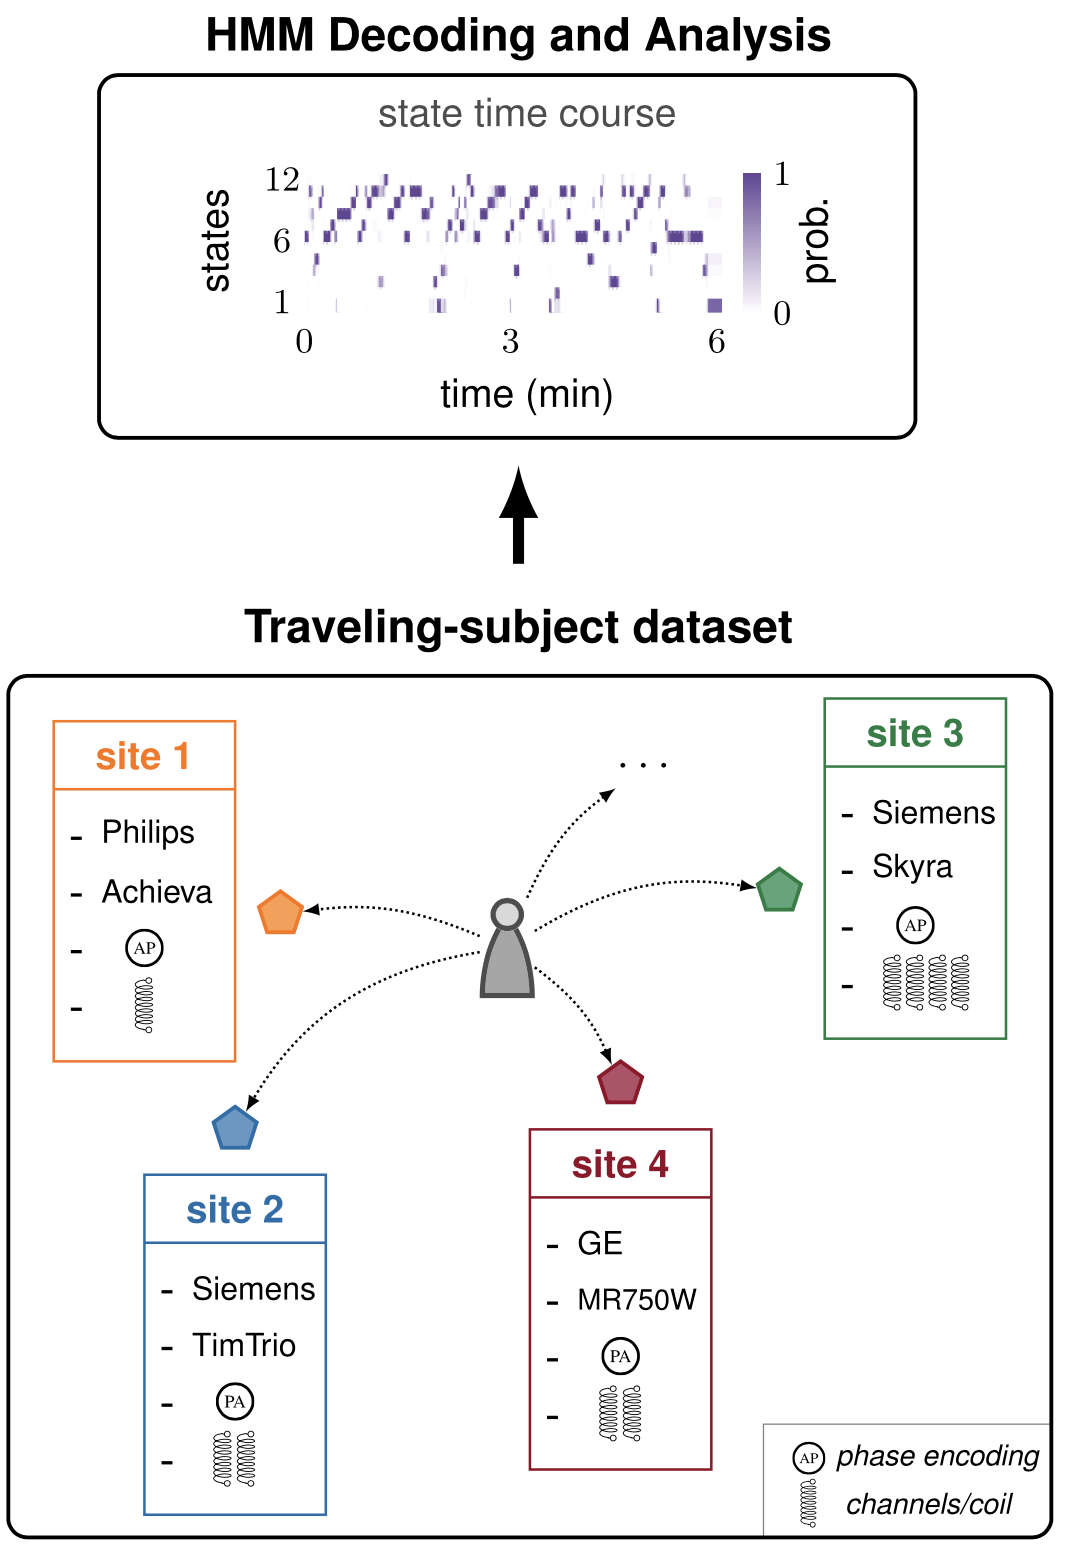 HMM Decoding and Analysis
state time course
states
12
6
1
0
3
6
time (min)
1
0
prob.
Traveling-subject dataset
site 1
- Philips
- Achieva
- AP
-
. . .
site 3
- Siemens
- Skyra
- AP
-
site 2
- Siemens
- TimTrio
- PA
-
site 4
- GE
- MR750W
- PA
-
AP phase encoding
channels/coil